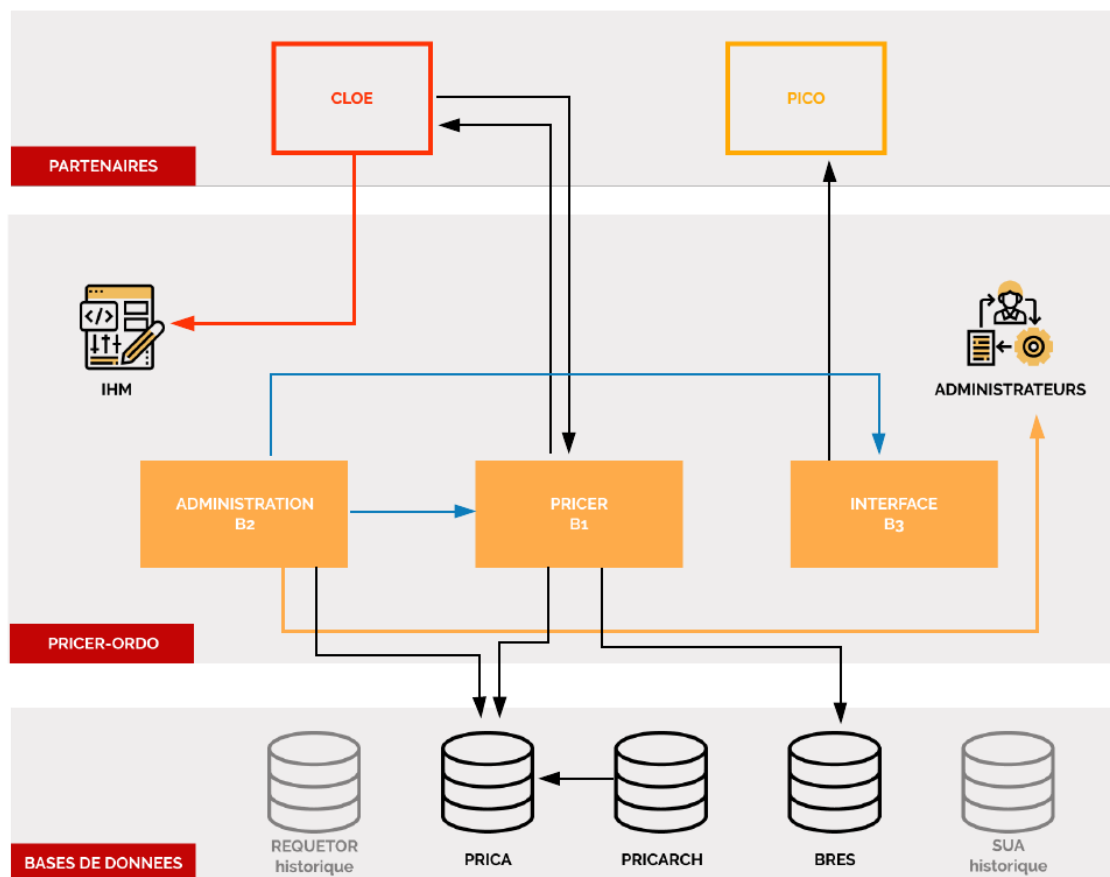 CLOE
PICO
PARTENAIRES
</>
IHM
ADMINISTRATEURS
ADMINISTRATION
B2
PRICER
B1
INTERFACE
B3
PRICER-ORDO
REQUETOR
historique
PRICA
PRICARCH
BRES
SUA
historique
BASES DE DONNEES